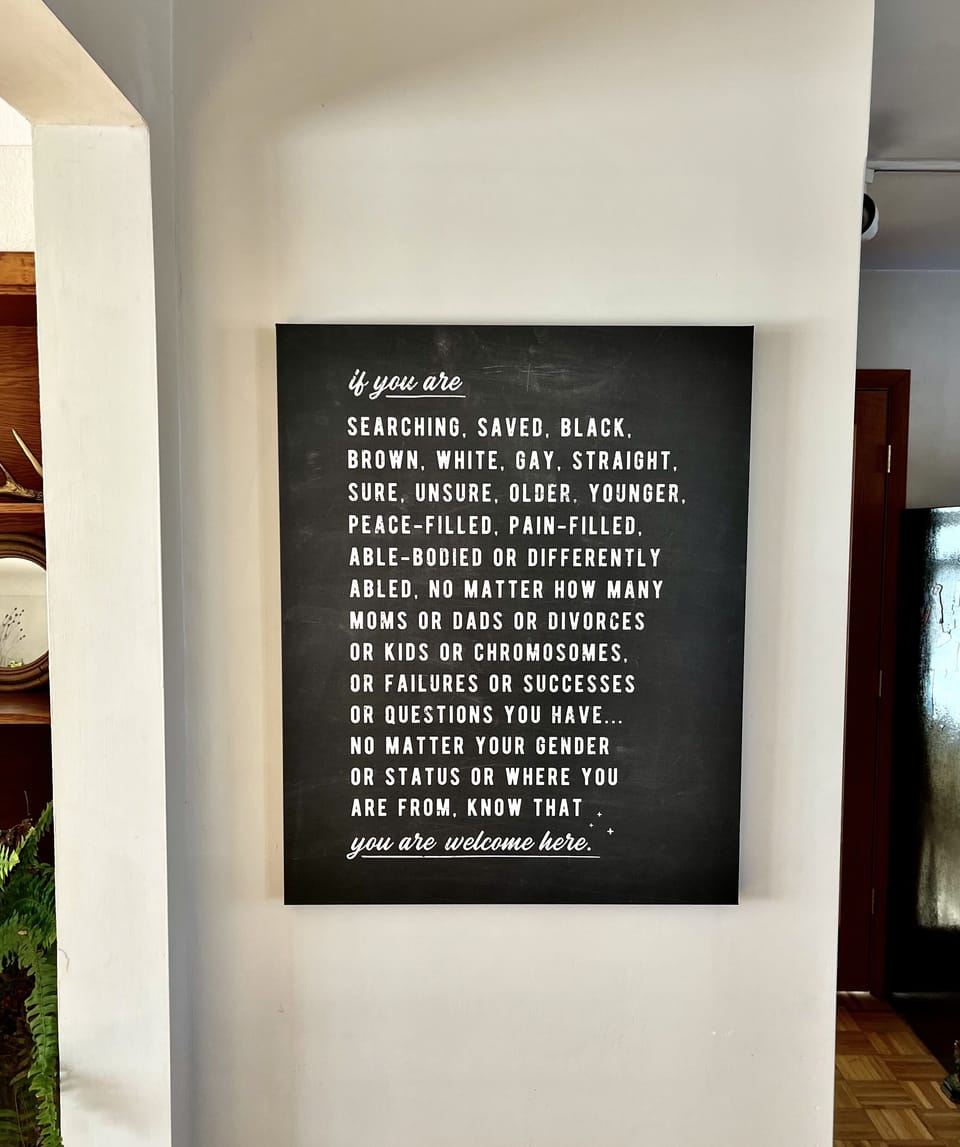 if you are
SEARCHING, SAVED, BLACK,
BROWN, WHITE, GAY, STRAIGHT,
SURE, UNSURE, OLDER, YOUNGER,
PEACE-FILLED, PAIN-FILLED,
ABLE-BODIED OR DIFFERENTLY
ABLED, NO MATTER HOW MANY
MOMS OR DADS OR DIVORCES
OR KIDS OR CHROMOSOMES,
OR FAILURES OR SUCCESSES
OR QUESTIONS YOU HAVE...
NO MATTER YOUR GENDER
OR STATUS OR WHERE YOU
ARE FROM, KNOW THAT
you are welcome here.